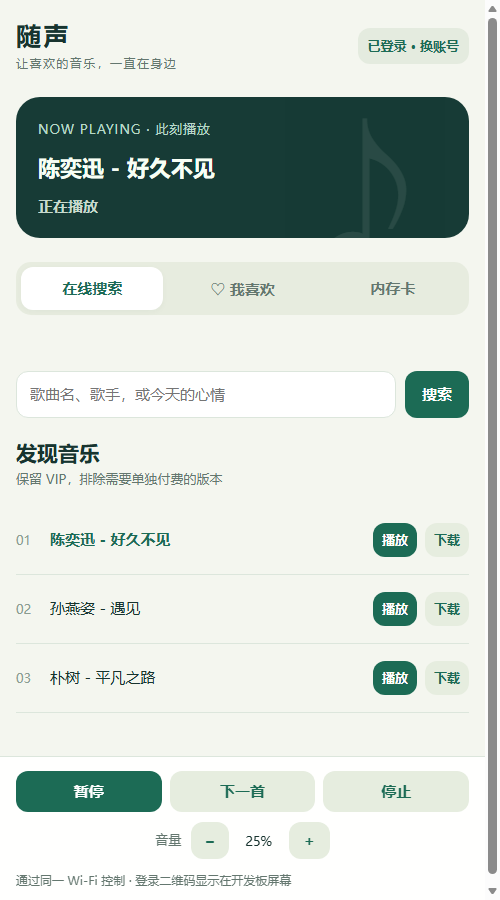 随声
让喜欢的音乐，一直在身边
已登录 • 换账号
NOW PLAYING · 此刻播放
陈奕迅 - 好久不见
正在播放
在线搜索
♡ 我喜欢
内存卡
歌曲名、歌手，或今天的心情
搜索
发现音乐
保留 VIP，排除需要单独付费的版本
01 陈奕迅 - 好久不见 播放 下载
02 孙燕姿 - 遇见 播放 下载
03 朴树 - 平凡之路 播放 下载
暂停 下一首 停止
音量 − 25% +
通过同一 Wi-Fi 控制 · 登录二维码显示在开发板屏幕